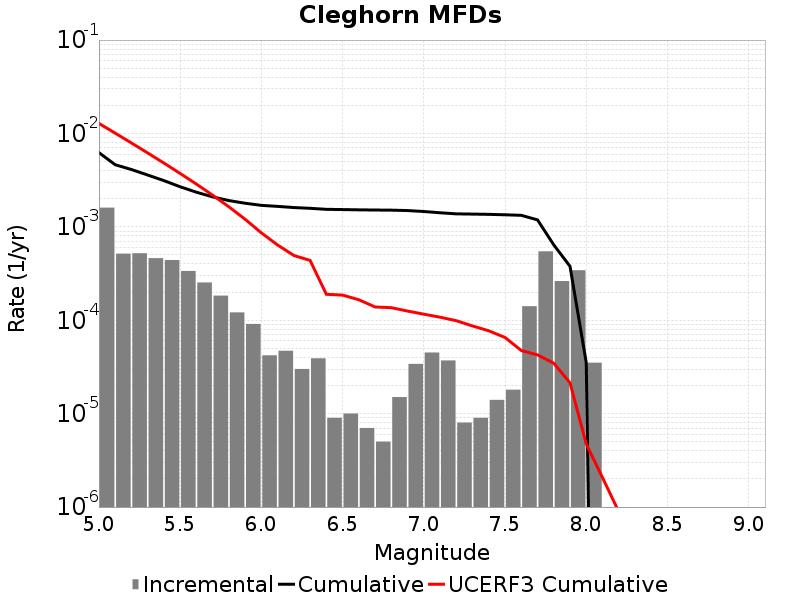 Cleghorn MFDs
10-1
10-2
10-3
10-4
10-5
10-6
Rate (1/yr)
5.0 5.5 6.0 6.5 7.0 7.5 8.0 8.5 9.0
Magnitude
Incremental Cumulative UCERF3 Cumulative